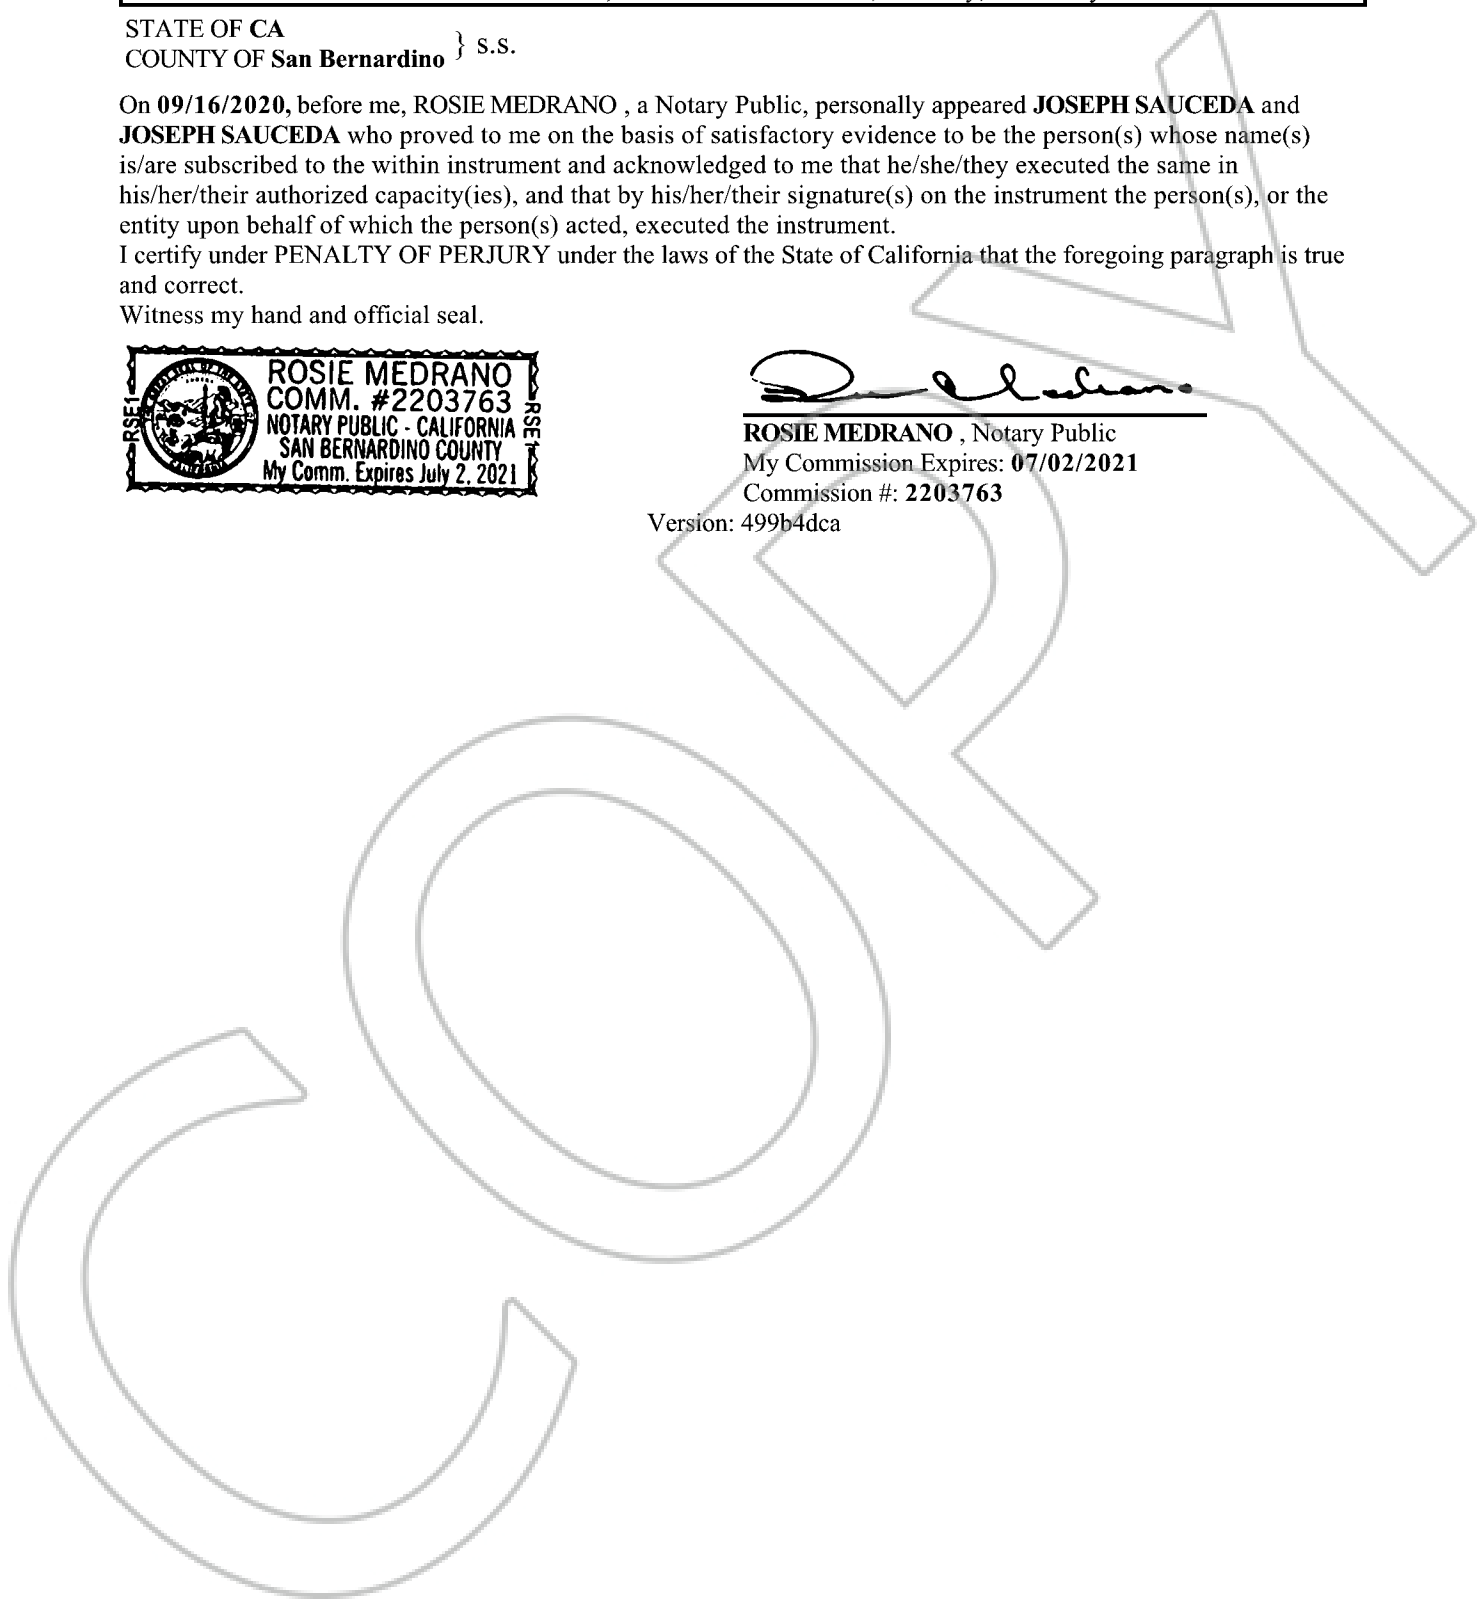 STATE OF CA
COUNTY OF San Bernardino } s.s.
On 09/16/2020, before me, ROSIE MEDRANO , a Notary Public, personally appeared JOSEPH SAUCEDA and
JOSEPH SAUCEDA who proved to me on the basis of satisfactory evidence to be the person(s) whose name(s)
is/are subscribed to the within instrument and acknowledged to me that he/she/they executed the same in
his/her/their authorized capacity(ies), and that by his/her/their signature(s) on the instrument the person(s), or the
entity upon behalf of which the person(s) acted, executed the instrument.
I certify under PENALTY OF PERJURY under the laws of the State of California that the foregoing paragraph is true
and correct.
Witness my hand and official seal.
RSE1
ROSIE MEDRANO
COMM. #2203763
NOTARY PUBLIC - CALIFORNIA
SAN BERNARDINO COUNTY
My Comm. Expires July 2, 2021
RSE1
ROSIE MEDRANO , Notary Public
My Commission Expires: 07/02/2021
Commission #: 2203763
Version: 499b4dca
COPY